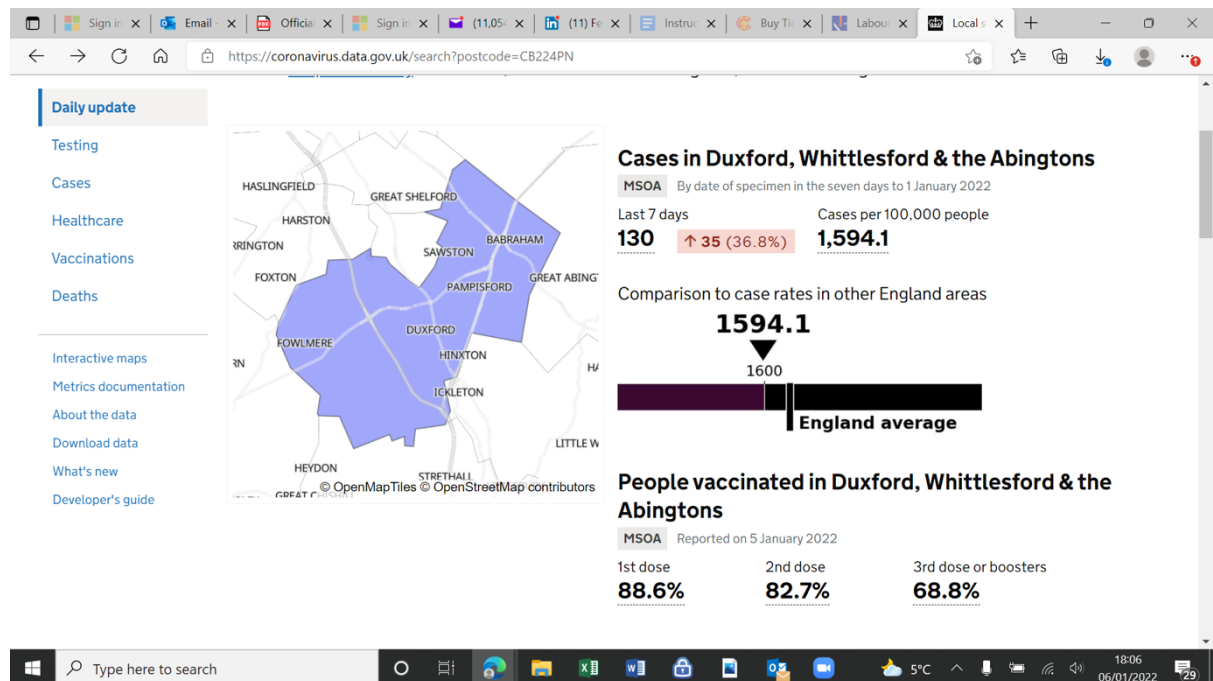 Sign in
Email -
Official
Sign in
(11,054
(11) Fe
Instruc
Buy Tic
Labour
Local s
https://coronavirus.data.gov.uk/search?postcode=CB224PN
Daily update
Testing
Cases
Healthcare
Vaccinations
Deaths
Interactive maps
Metrics documentation
About the data
Download data
What's new
Developer's guide
HASLINGFIELD
GREAT SHELFORD
HARSTON
RRINGTON
BABRAHAM
SAWSTON
FOXTON
GREAT ABING
PAMPISFORD
DUXFORD
FOWLMERE
HINXTON
RN
HA
ICKLETON
LITTLE W
HEYDON
STRETHALL
© OpenMapTiles © OpenStreetMap contributors
GREAT CHISHILL
Cases in Duxford, Whittlesford & the Abingtons
MSOA By date of specimen in the seven days to 1 January 2022
Last 7 days Cases per 100,000 people
130 ↑ 35 (36.8%) 1,594.1
Comparison to case rates in other England areas
1594.1
1600
England average
People vaccinated in Duxford, Whittlesford & the
Abingtons
MSOA Reported on 5 January 2022
1st dose 2nd dose 3rd dose or boosters
88.6% 82.7% 68.8%
Type here to search
5°C
18:06
06/01/2022
29